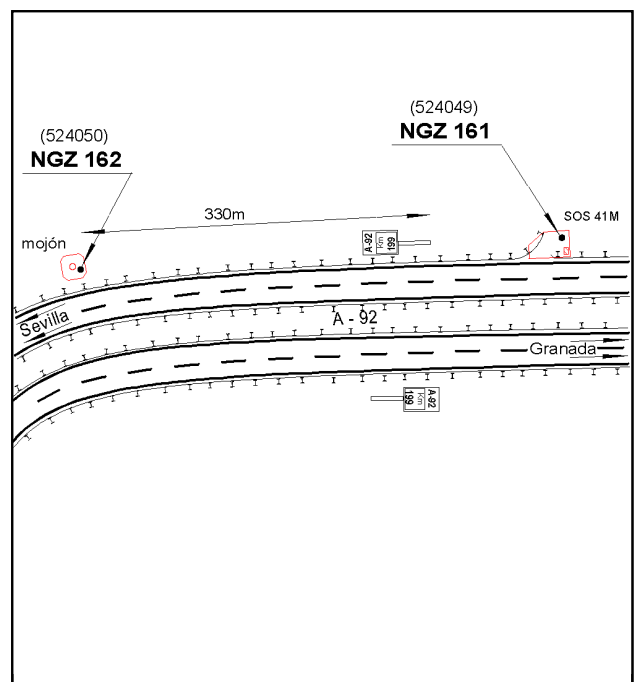 (524049)
NGZ 161
(524050)
NGZ 162
330m
SOS 41M
mojón
A-92
Km
199
Sevilla
A - 92
Granada
A-92
Km
199